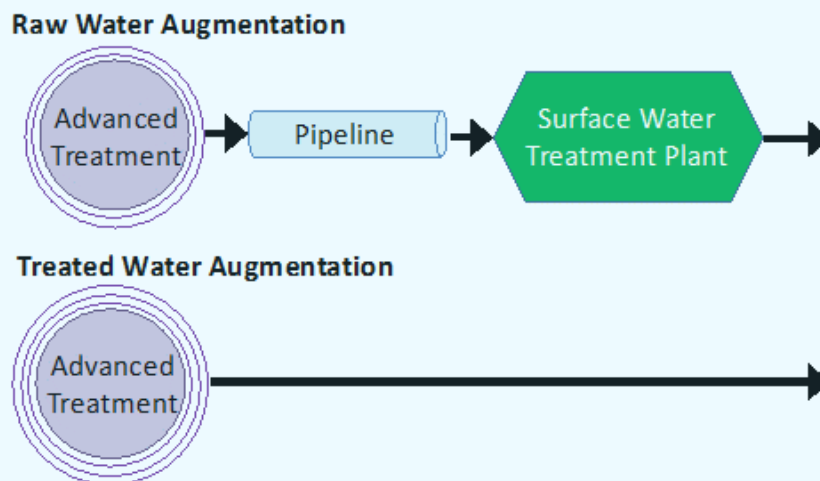 Raw Water Augmentation
Advanced
Treatment
Pipeline
Surface Water
Treatment Plant
Treated Water Augmentation
Advanced
Treatment